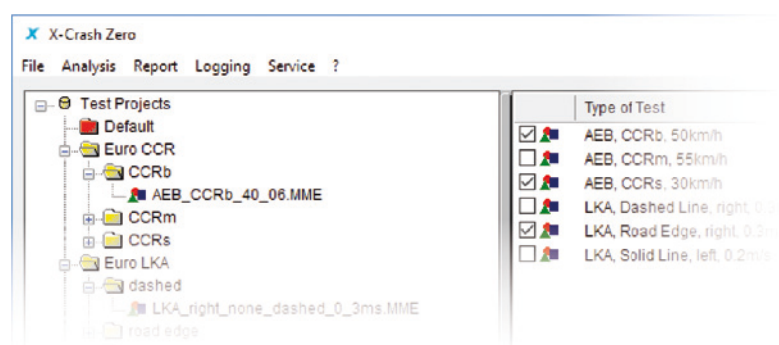 X-Crash Zero
File Analysis Report Logging Service ?
Test Projects
Default
Euro CCR
CCRb
AEB_CCRb_40_06.MME
CCRm
CCRs
Euro LKA
dashed
LKA_right_none_dashed_0_3ms.MME
road edge
Type of Test
AEB, CCRb, 50km/h
AEB, CCRm, 55km/h
AEB, CCRs, 30km/h
LKA, Dashed Line, right,
LKA, Road Edge, right,
LKA, Solid Line, left, 0.2m/s